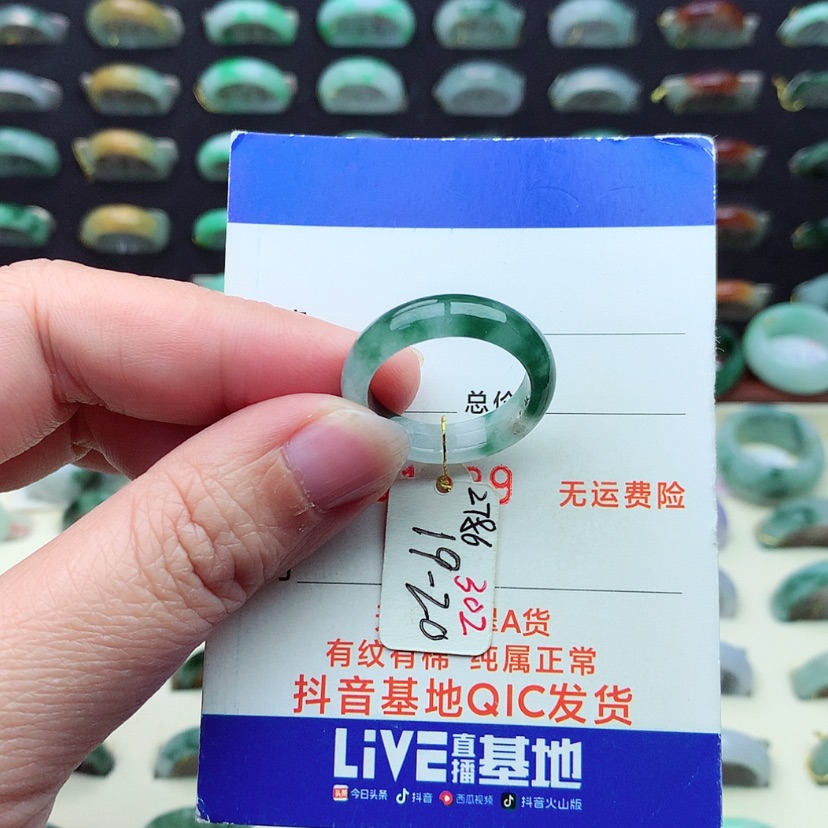 总价
9
无运费险
2786
302
19-20
A货
有纹有棉 纯属正常
抖音基地QIC发货
LiVE直播基地
头条 今日头条 抖音 西瓜视频 抖音火山版